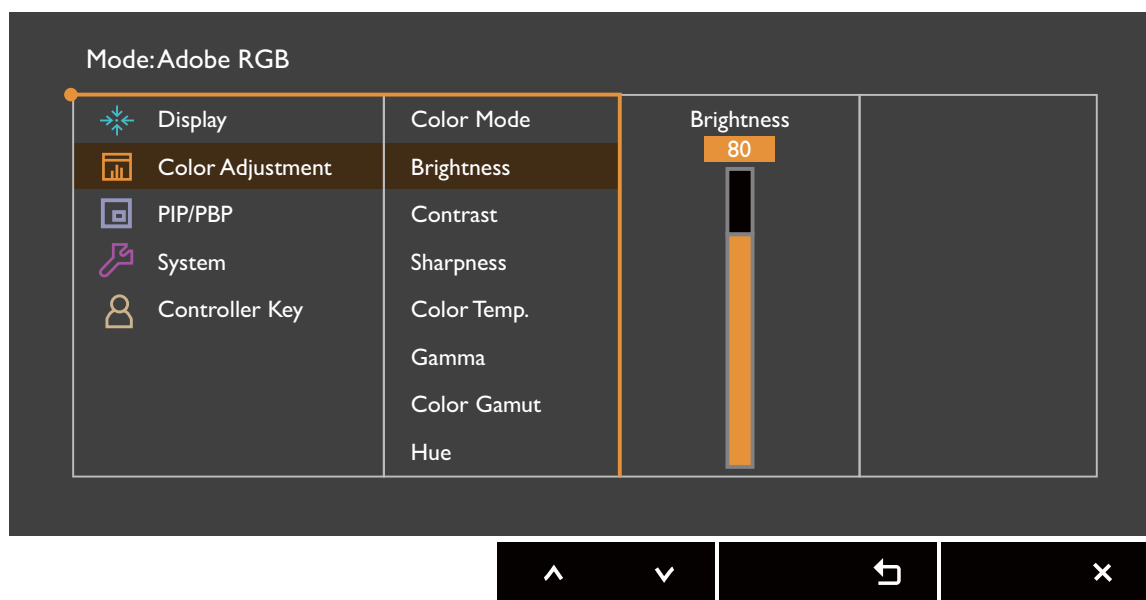 Mode: Adobe RGB
Display
Color Adjustment
PIP/PBP
System
Controller Key
Color Mode
Brightness
Contrast
Sharpness
Color Temp.
Gamma
Color Gamut
Hue
Brightness
80